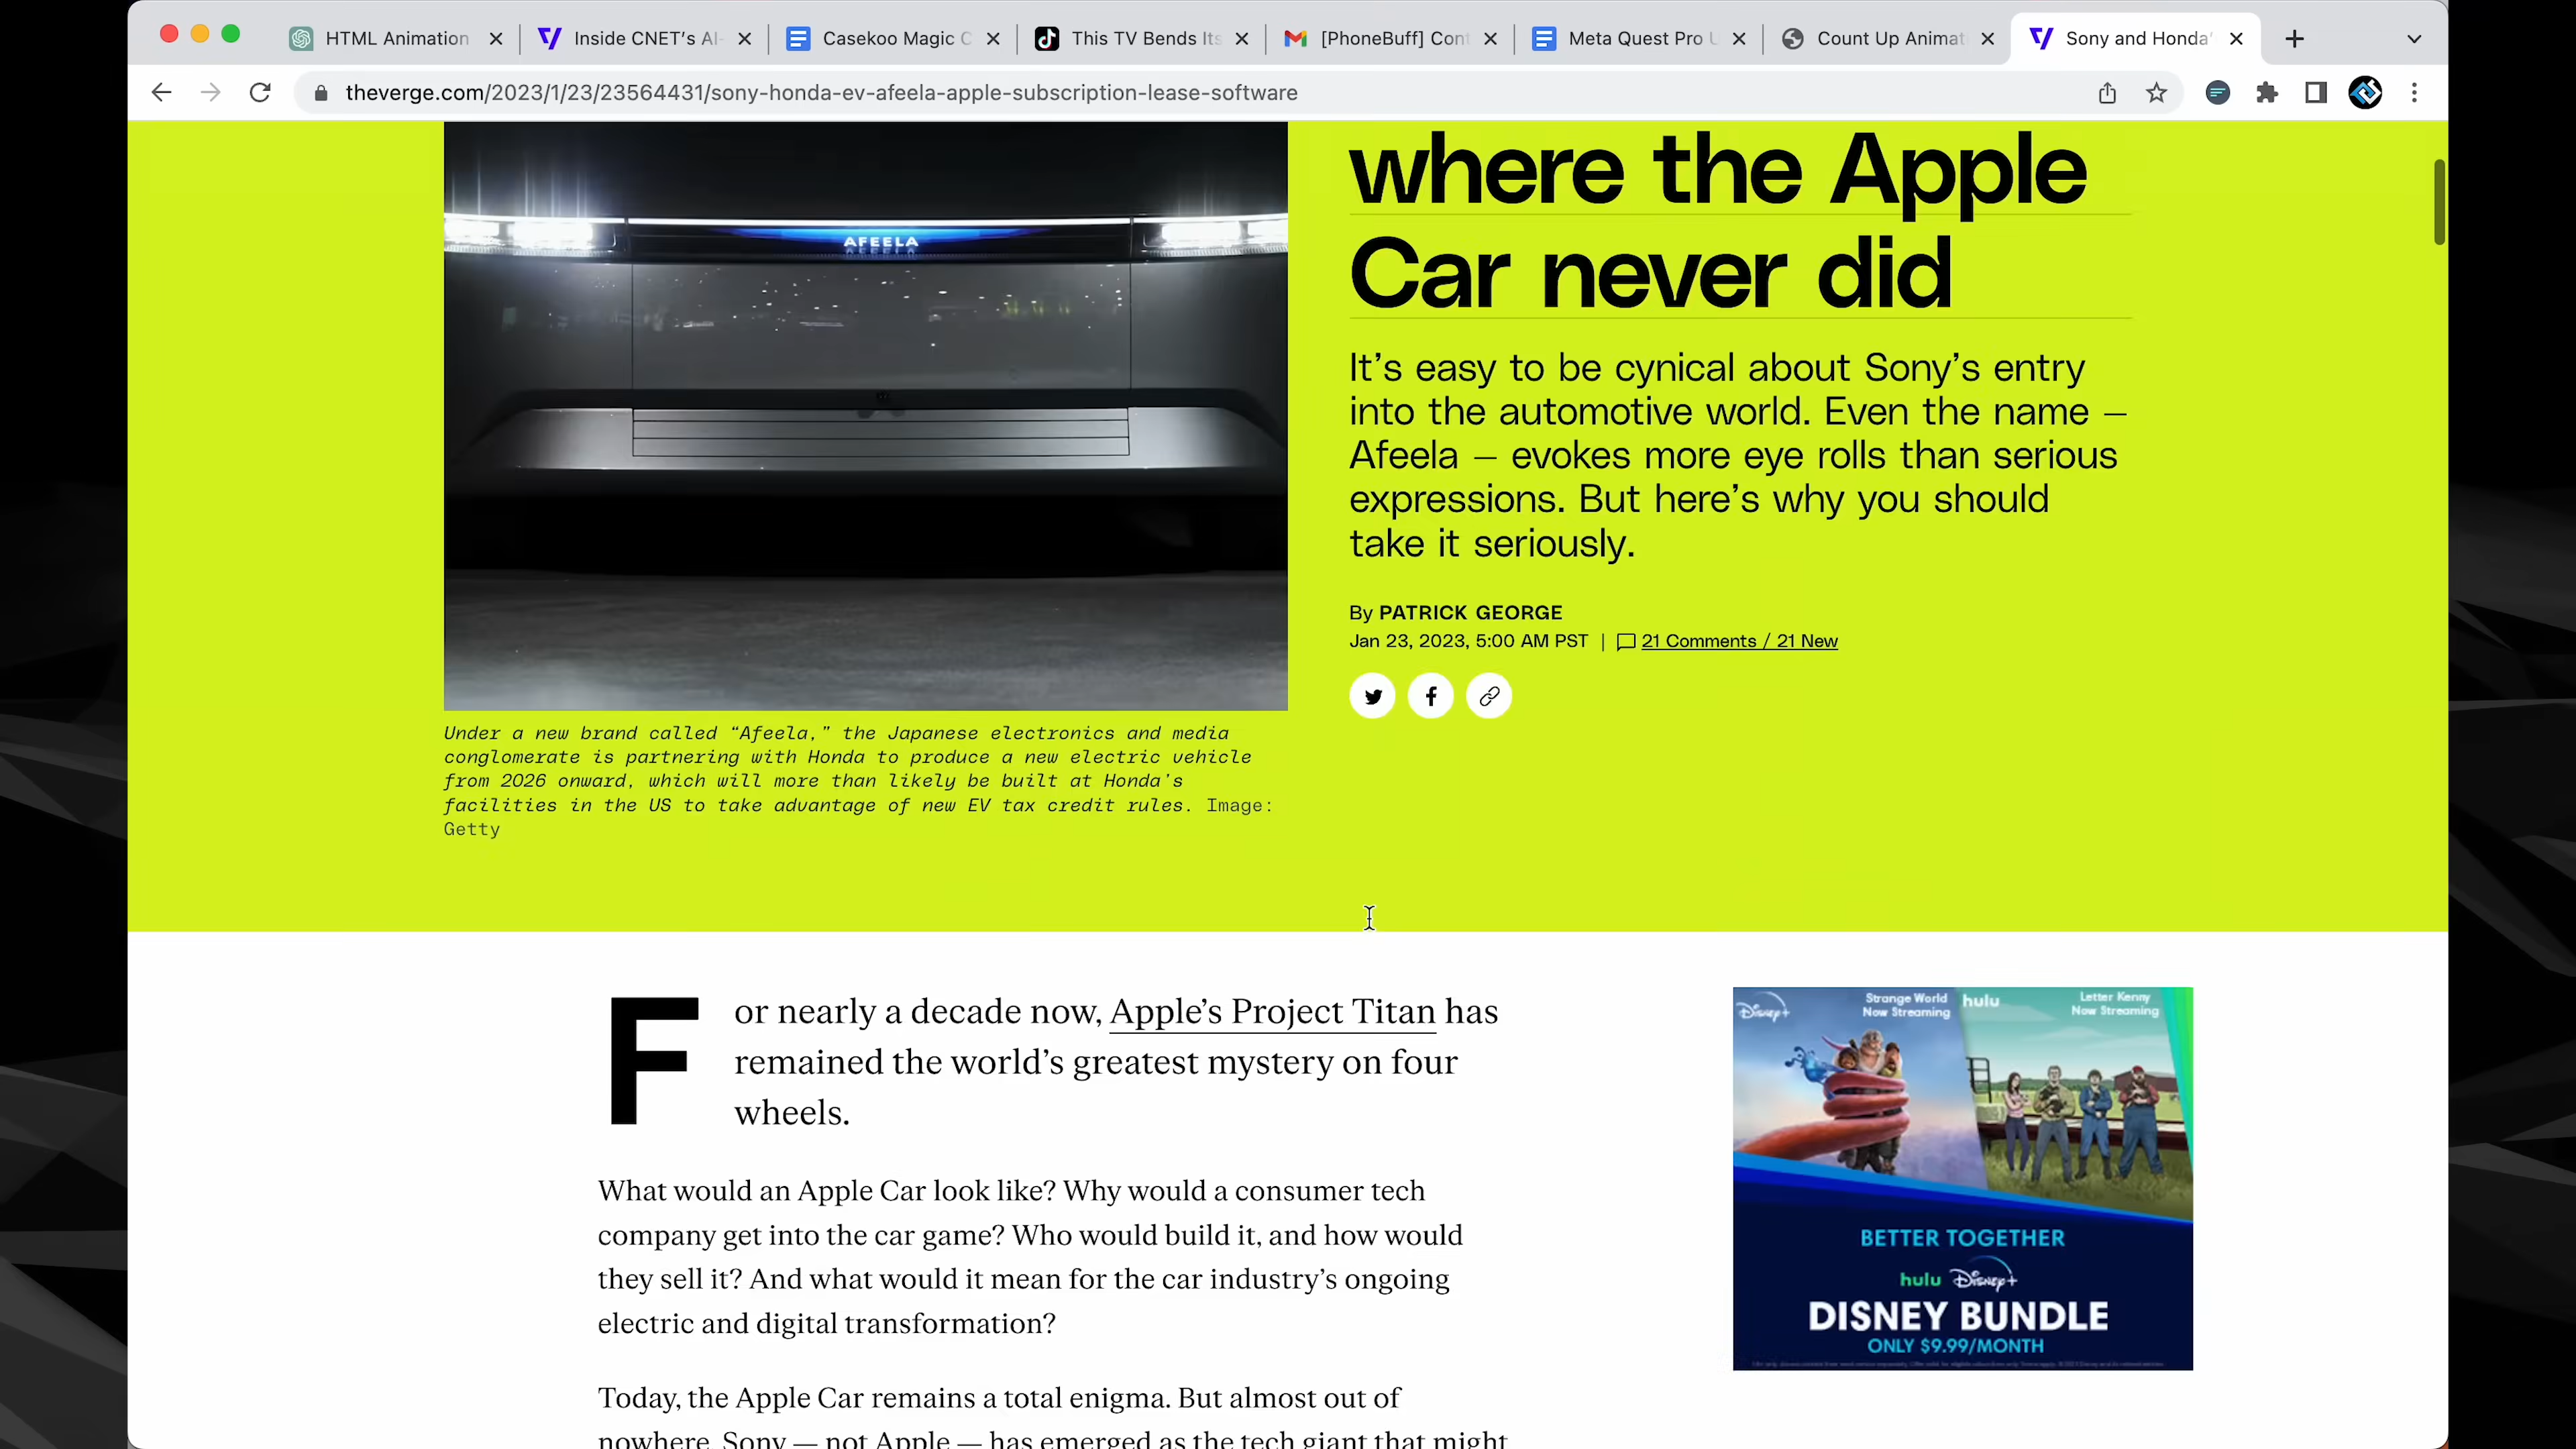 HTML Animation
Inside CNET's AI-
Casekoo Magic C
This TV Bends Its
[PhoneBuff] Cont
Meta Quest Pro U
Count Up Animat
Sony and Honda'
theverge.com/2023/1/23/23564431/sony-honda-ev-afeela-apple-subscription-lease-software
AFEELA
where the Apple
Car never did
It's easy to be cynical about Sony's entry
into the automotive world. Even the name —
Afeela — evokes more eye rolls than serious
expressions. But here's why you should
take it seriously.
By PATRICK GEORGE
Jan 23, 2023, 5:00 AM PST | 21 Comments / 21 New
Under a new brand called “Afeela,” the Japanese electronics and media
conglomerate is partnering with Honda to produce a new electric vehicle
from 2026 onward, which will more than likely be built at Honda's
facilities in the US to take advantage of new EV tax credit rules. Image:
Getty
For nearly a decade now, Apple’s Project Titan has
remained the world’s greatest mystery on four
wheels.
What would an Apple Car look like? Why would a consumer tech
company get into the car game? Who would build it, and how would
they sell it? And what would it mean for the car industry’s ongoing
electric and digital transformation?
Today, the Apple Car remains a total enigma. But almost out of
nowhere, Sony — not Apple — has emerged as the tech giant that might
Disney+
Strange World
Now Streaming
hulu
Letter Kenny
Now Streaming
BETTER TOGETHER
hulu Disney+
DISNEY BUNDLE
ONLY $9.99/MONTH